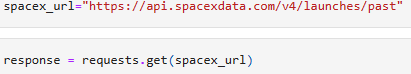 spacex_url="https://api.spacexdata.com/v4/launches/past"
response = requests.get(spacex_url)